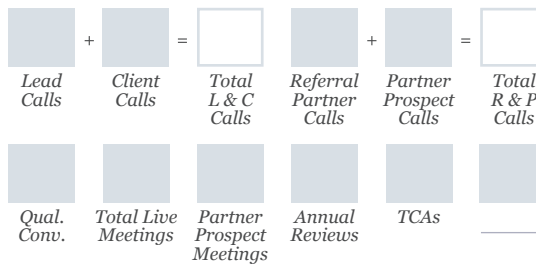 + = + =
Lead Client Total Referral Partner Total
Calls Calls L & C Partner Prospect R & P
Calls Calls Calls Calls
Qual. Total Live Partner Annual TCAs
Conv. Meetings Prospect Reviews
Meetings